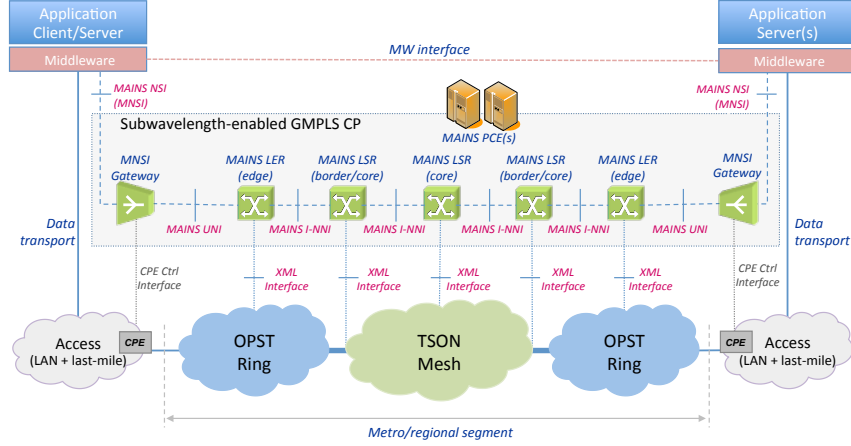 Application
Client/Server
Middleware
MW interface
Application
Server(s)
Middleware
MAINS NSI
(MNSI)
MAINS NSI
(MNSI)
Subwavelength-enabled GMPLS CP
MAINS PCE(s)
MNSI
Gateway
MAINS LER
(edge)
MAINS LSR
(border/core)
MAINS LSR
(core)
MAINS LSR
(border/core)
MAINS LER
(edge)
MNSI
Gateway
MAINS UNI
MAINS I-NNI
MAINS I-NNI
MAINS I-NNI
MAINS I-NNI
MAINS UNI
Data
transport
Data
transport
CPE Ctrl
Interface
XML
Interface
XML
Interface
XML
Interface
XML
Interface
XML
Interface
CPE Ctrl
Interface
Access
(LAN + last-mile)
CPE
OPST
Ring
TSON
Mesh
OPST
Ring
CPE
Access
(LAN + last-mile)
Metro/regional segment